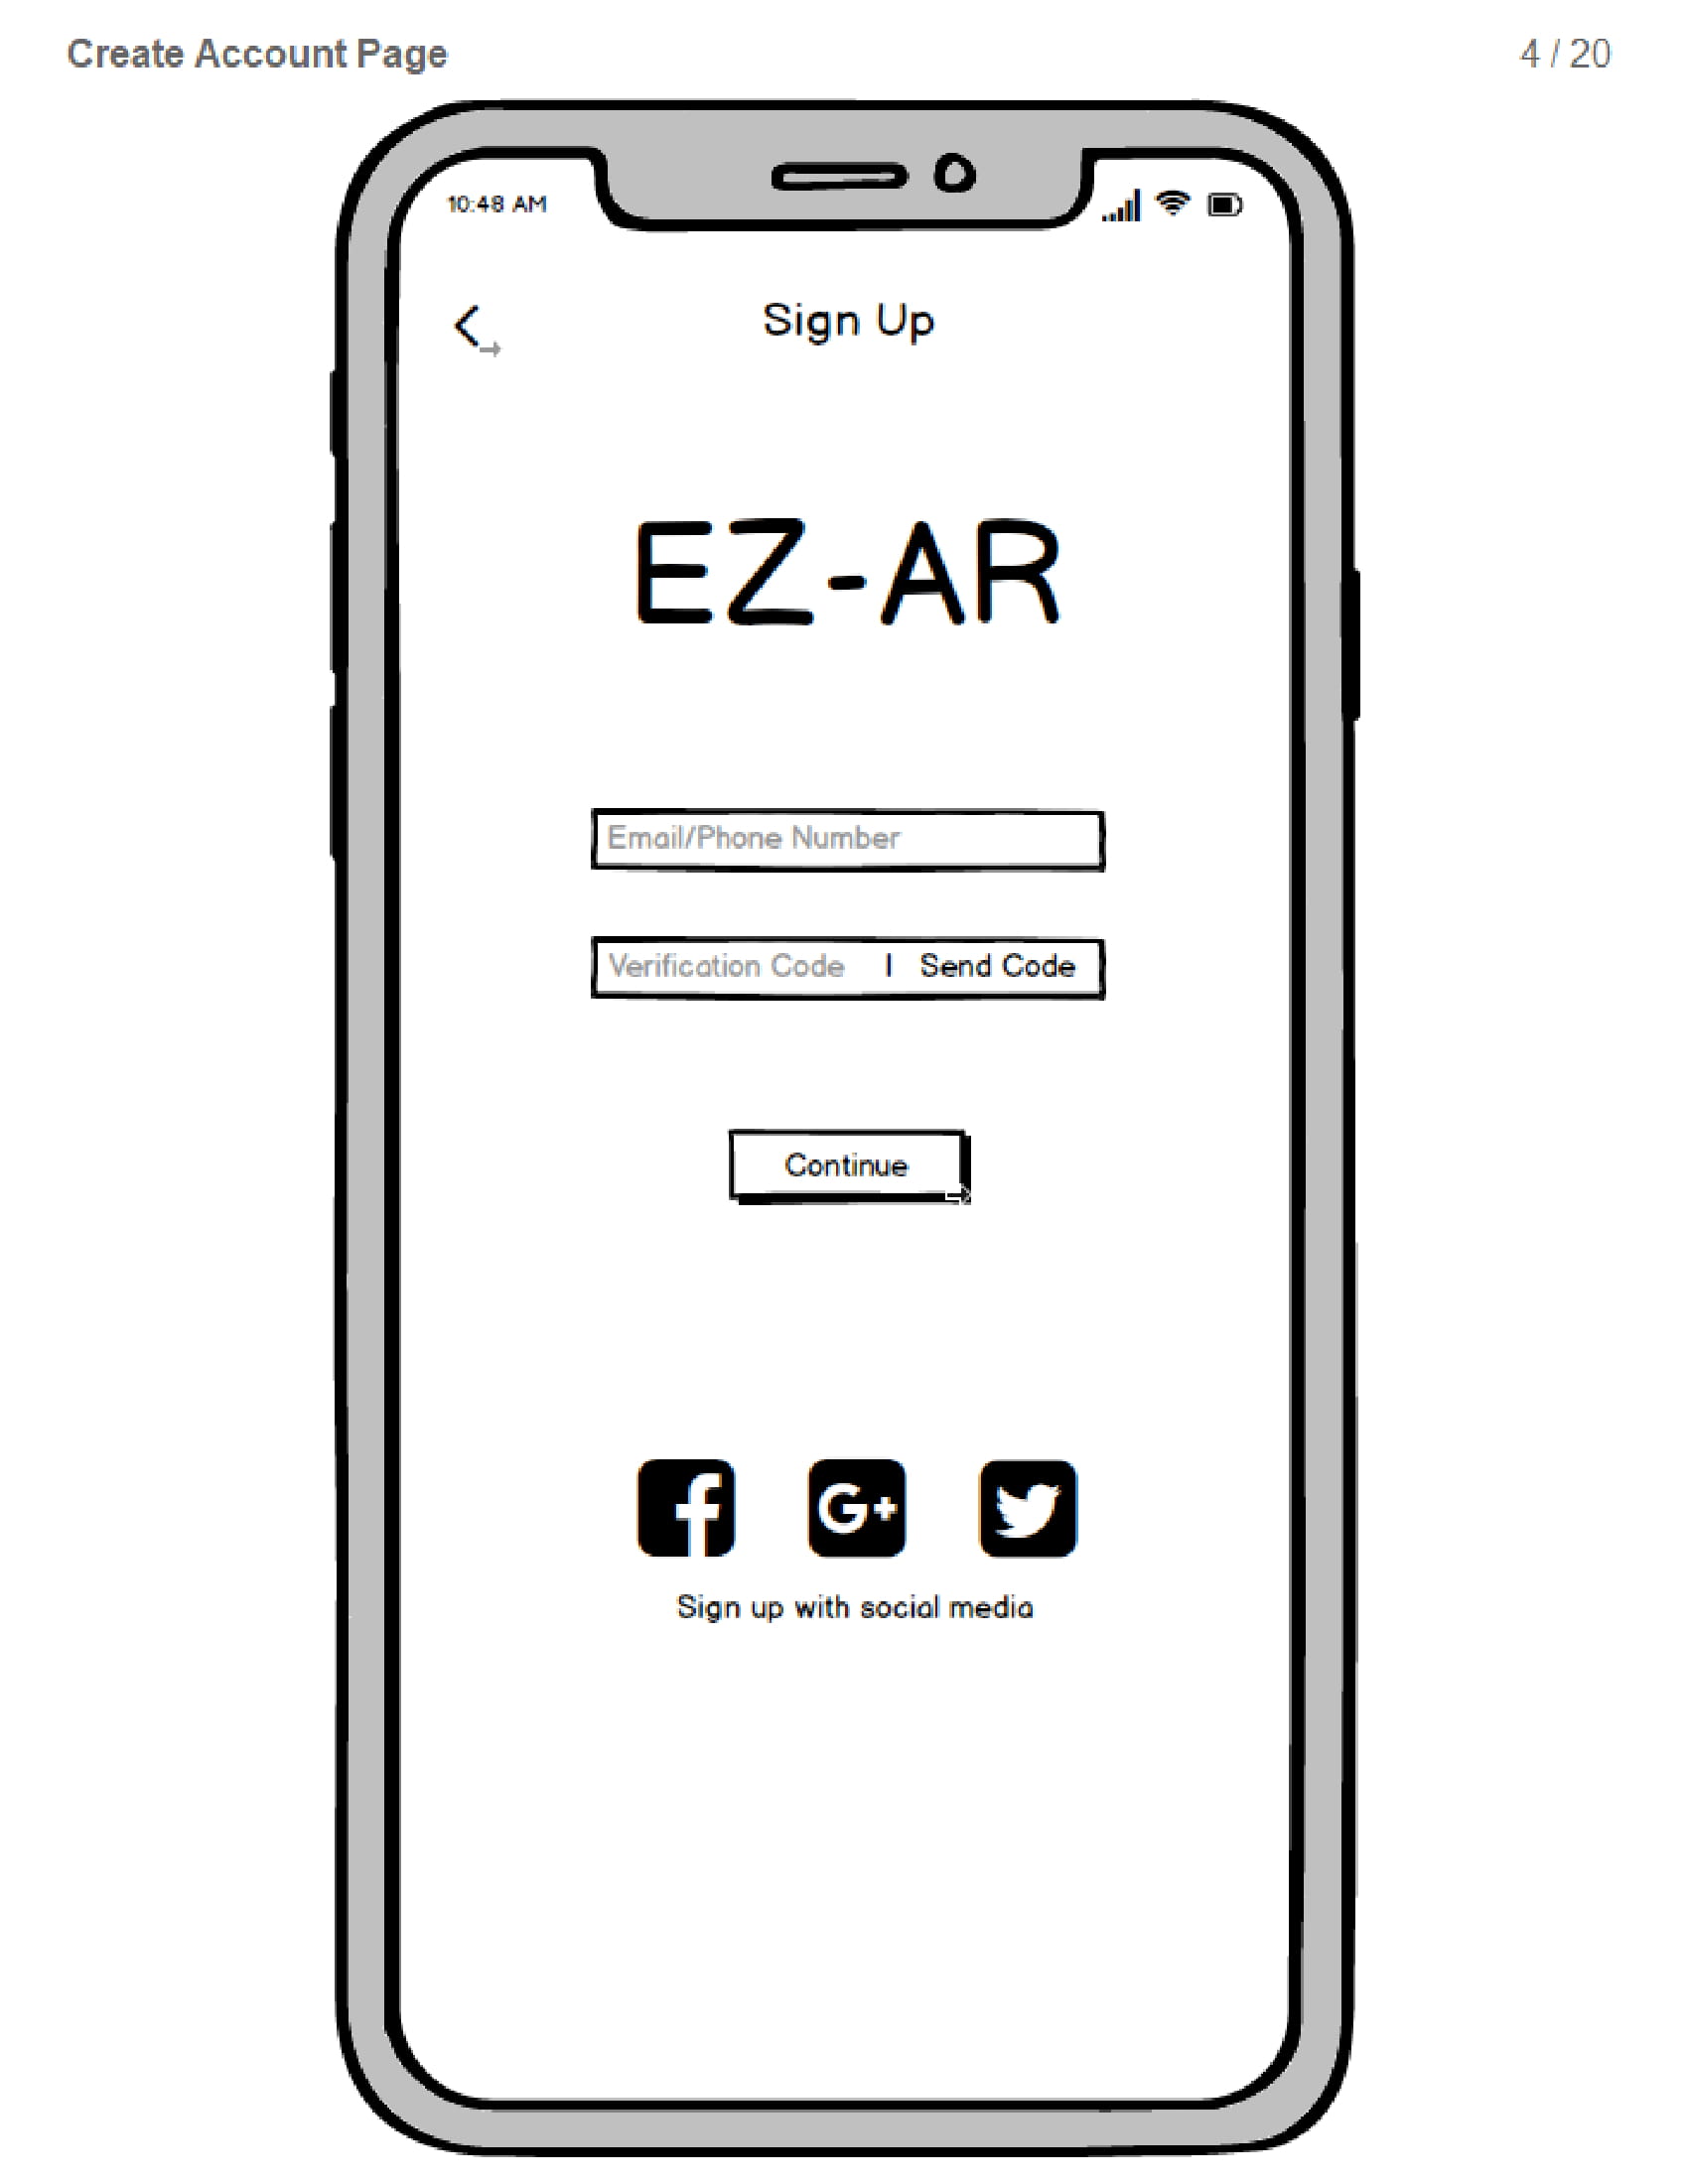 Create Account Page 4 / 20
10:48 AM
Sign Up
EZ-AR
Email/Phone Number
Verification Code | Send Code
Continue
G+
Sign up with social media